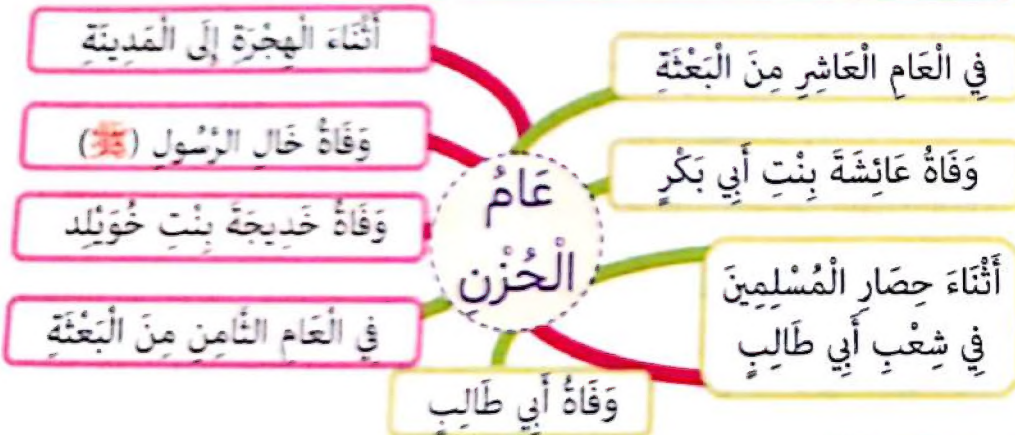 أَثْنَاءَ الْهِجْرَةِ إِلَى الْمَدِينَةِ
فِي الْعَامِ الْعَاشِرِ مِنَ الْبَعْثَةِ
وَفَاةُ خَالِ الرَّسُولِ (ﷺ)
وَفَاةُ عَائِشَةَ بِنْتِ أَبِي بَكْرٍ
عَامُ
الْحُزْنِ
وَفَاةُ خَدِيجَةَ بِنْتِ خُوَيْلِد
أَثْنَاءَ حِصَارِ الْمُسْلِمِينَ
فِي شِعْبِ أَبِي طَالِبٍ
فِي الْعَامِ الثَّامِنِ مِنَ الْبَعْثَةِ
وَفَاةُ أَبِي طَالِبٍ